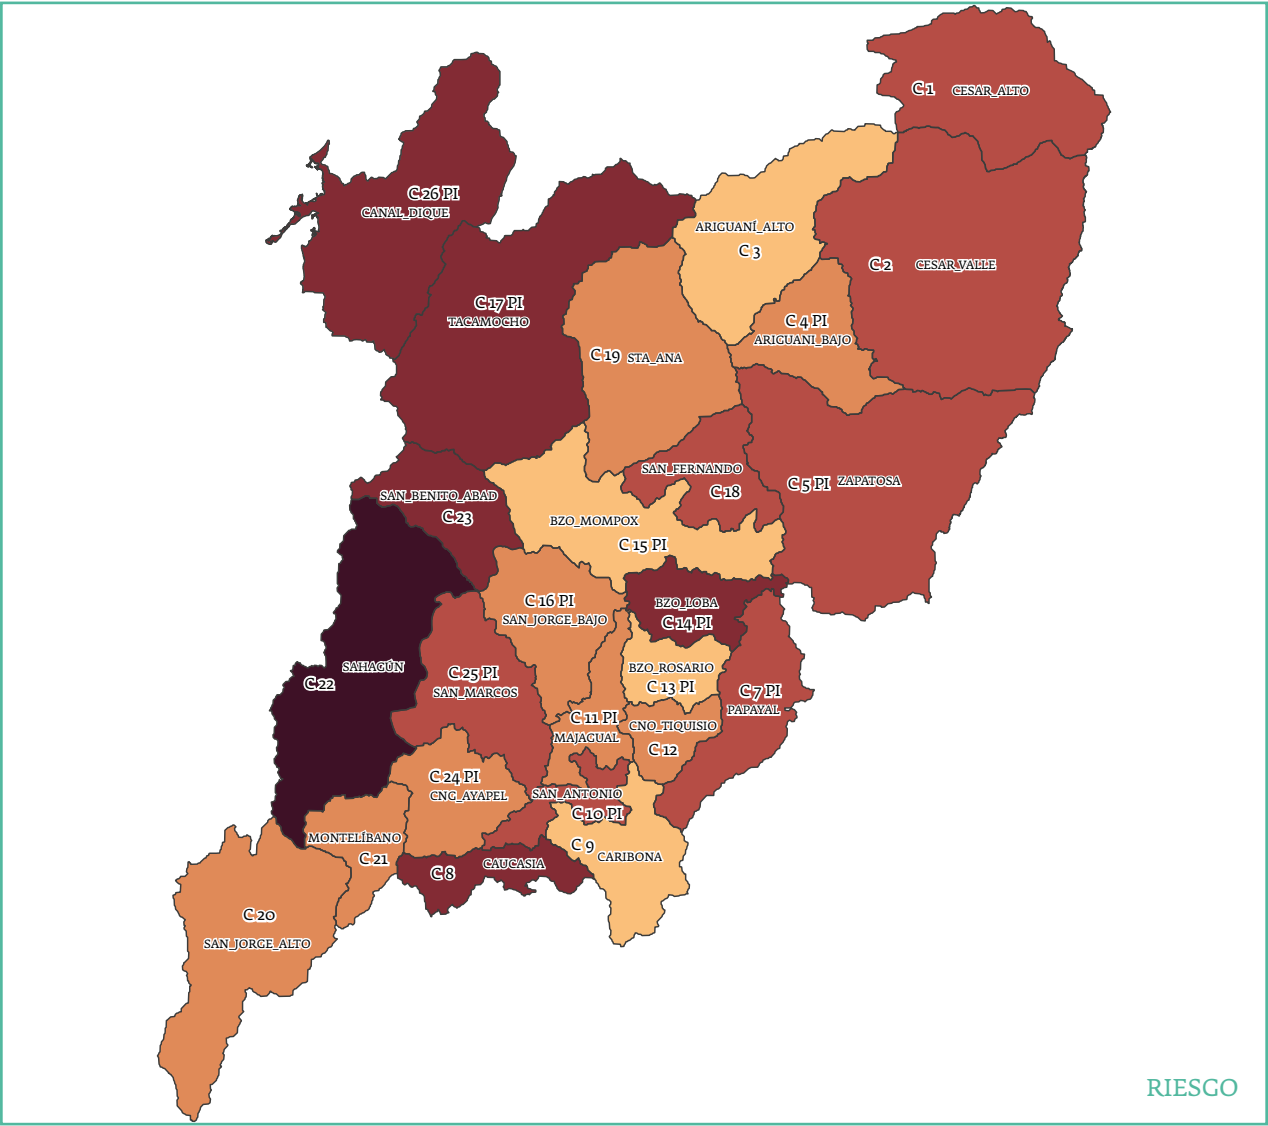 C 1 CESAR_ALTO
C 26 PI
CANAL_DIQUE
ARIGUANÍ_ALTO
C 3
C 2 CESAR_VALLE
C 17 PI
TACAMOCHO
C 4 PI
ARIGUANI_BAJO
C 19 STA_ANA
SAN_FERNANDO
C 18
C 5 PI ZAPATOSA
SAN_BENITO_ABAD
C 23
BZO_MOMPOX
C 15 PI
C 16 PI
SAN_JORGE_BAJO
BZO_LOBA
C 14 PI
SAHAGÚN
C 22
C 25 PI
SAN_MARCOS
BZO_ROSARIO
C 13 PI
C 7 PI
PAPAYAL
C 11 PI
MAJAGUAL
CNO_TIQUISIO
C 12
C 24 PI
CNG_AYAPEL
SAN_ANTONIO
C 10 PI
MONTELÍBANO
C 21
C 9
CARIBONA
C 8 CAUCASIA
C 20
SAN_JORGE_ALTO
RIESGO